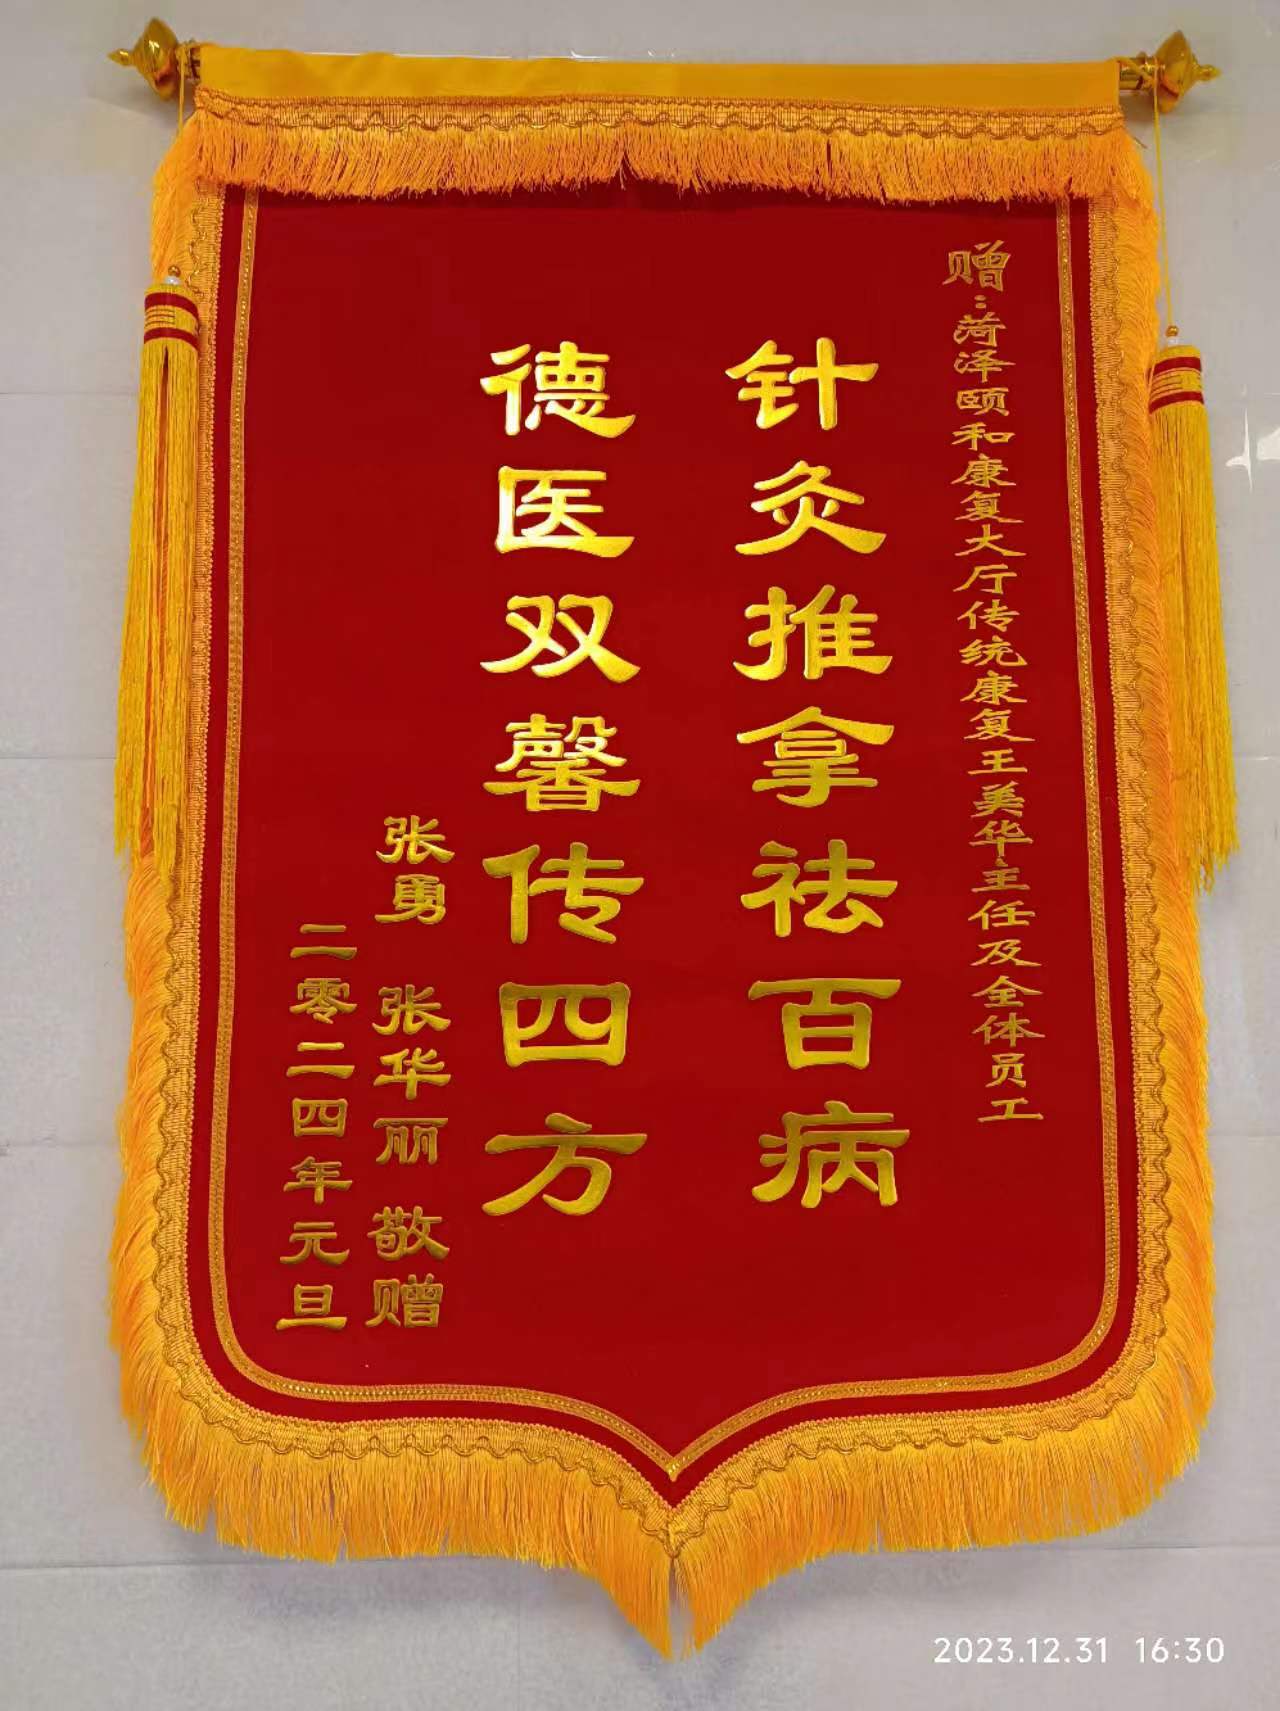 赠：菏泽颐和康复大厅传统康复王美华主任及全体员工
针灸推拿祛百病
德医双馨传四方
张勇 张华丽 敬赠
二零二四年元旦
2023.12.31 16:30